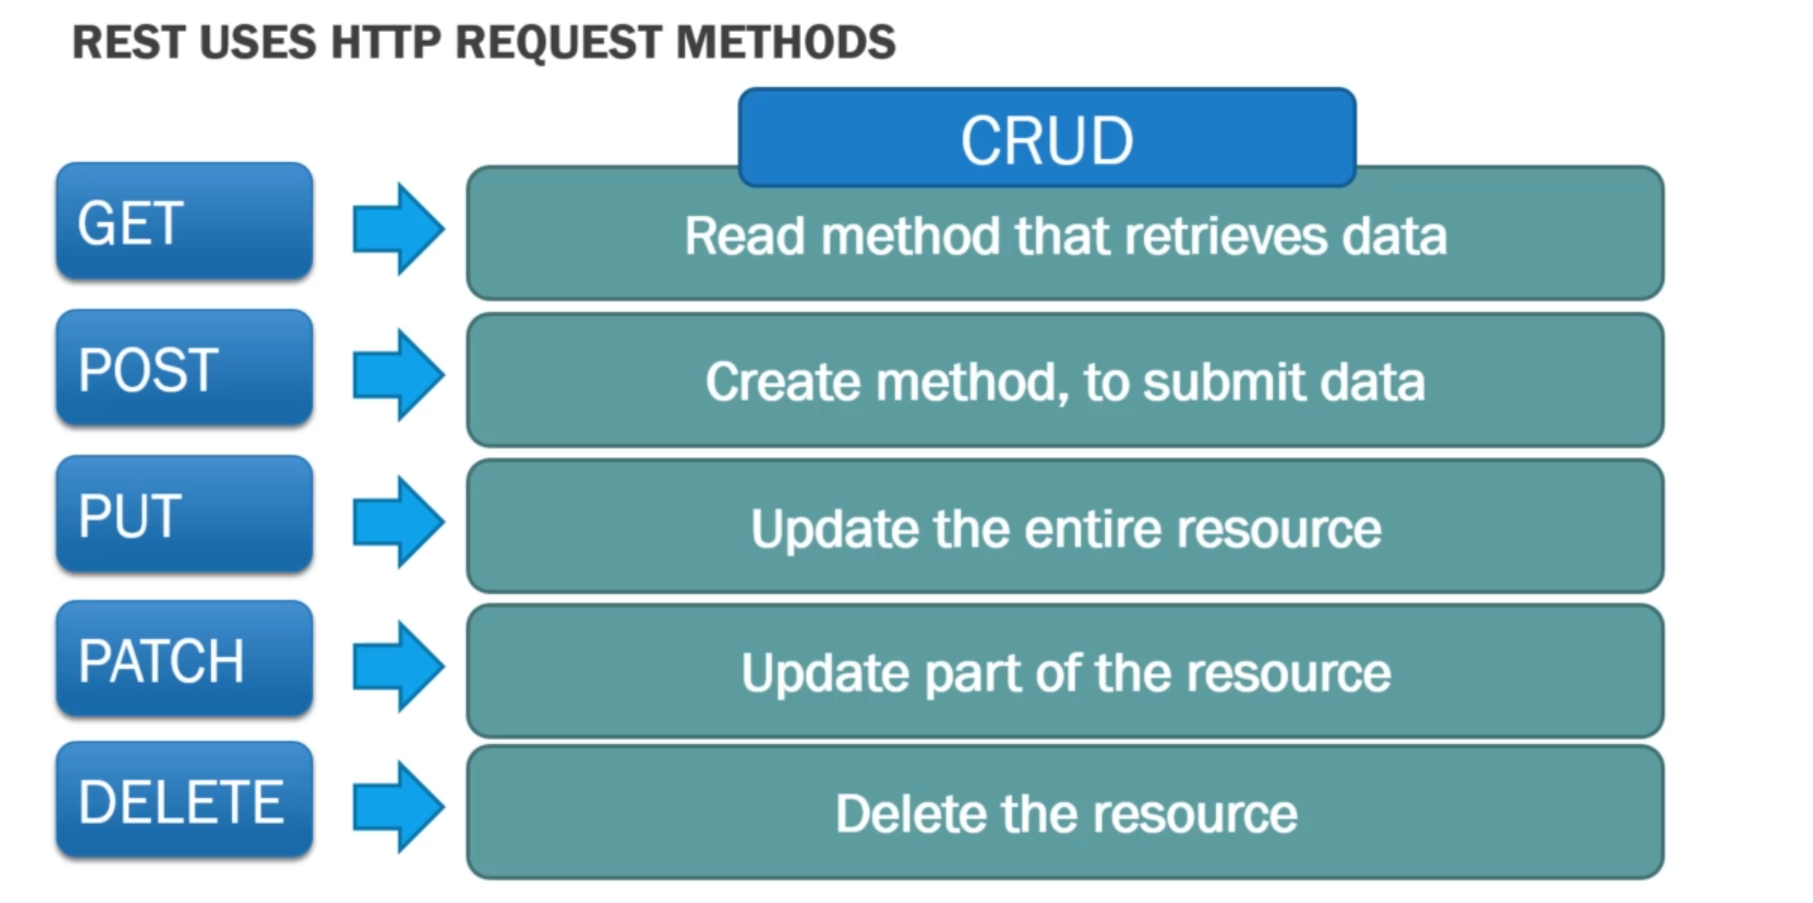 REST USES HTTP REQUEST METHODS
CRUD
GET
Read method that retrieves data
POST
Create method, to submit data
PUT
Update the entire resource
PATCH
Update part of the resource
DELETE
Delete the resource